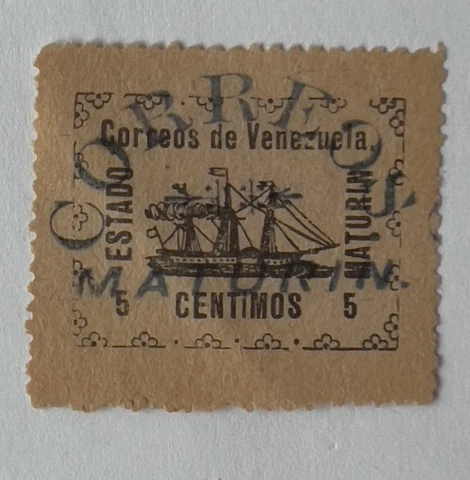 CORREOS
Correos de Venezuela.
ESTADO
MATURIN
MATURIN.
5 CENTIMOS 5